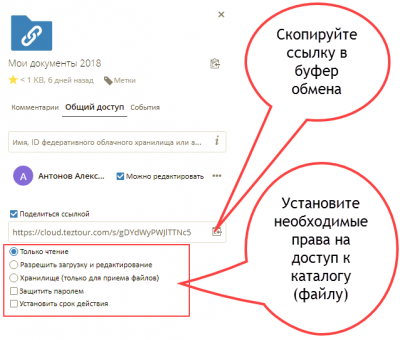 Мои документы 2018
< 1 KB, 6 дней назад
Метки
Комментарии
Общий доступ
События
Имя, ID федеративного облачного хранилища или а...
i
A
Антонов Алекс...
Можно редактировать
Поделиться ссылкой
https://cloud.teztour.com/s/gDYdWyPWJlTTNc5
Только чтение
Разрешить загрузку и редактирование
Хранилище (только для приема файлов)
Защитить паролем
Установить срок действия
Скопируйте
ссылку в
буфер
обмена
Установите
необходимые
права на
доступ к
каталогу
(файлу)